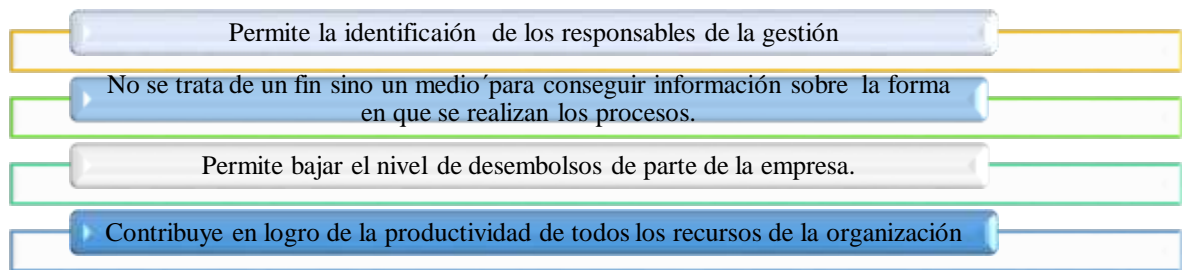 Permite la identificaión de los responsables de la gestión
No se trata de un fin sino un medio´para conseguir información sobre la forma
en que se realizan los procesos.
Permite bajar el nivel de desembolsos de parte de la empresa.
Contribuye en logro de la productividad de todos los recursos de la organización